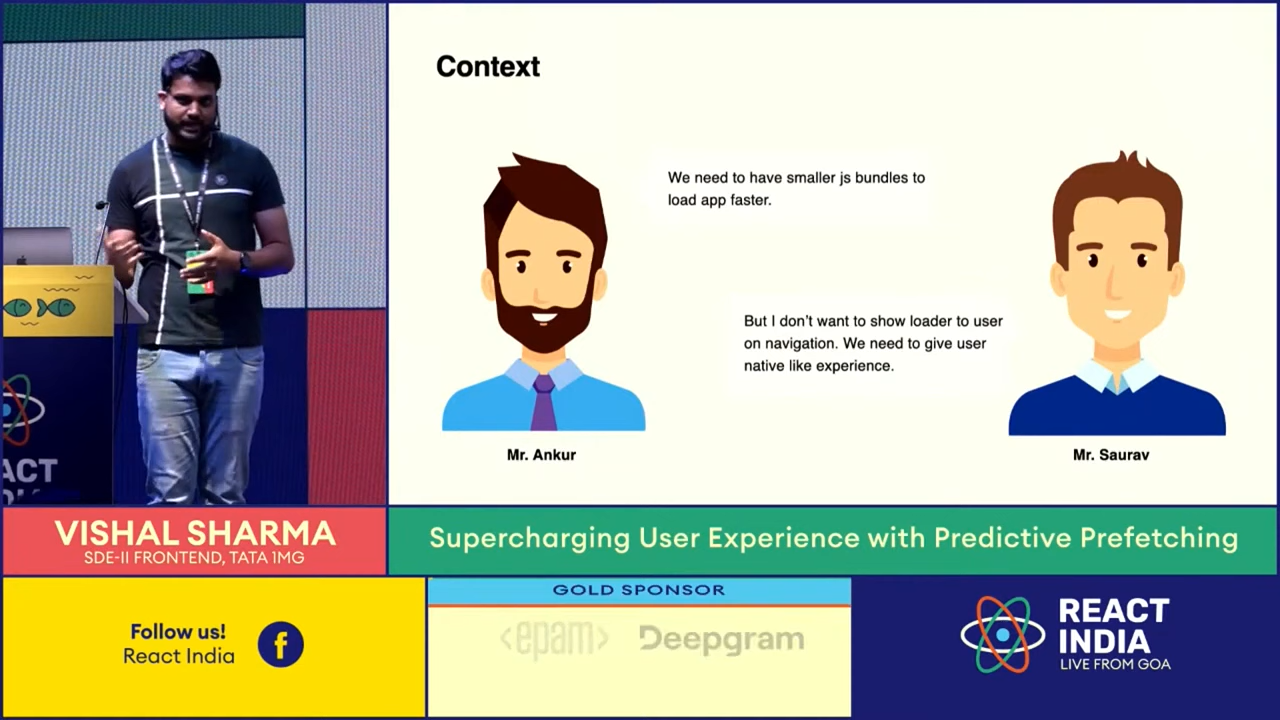 Context
We need to have smaller js bundles to
load app faster.
But I don't want to show loader to user
on navigation. We need to give user
native like experience.
Mr. Ankur
Mr. Saurav
REACT
VISHAL SHARMA
SDE-II FRONTEND, TATA 1MG
Supercharging User Experience with Predictive Prefetching
Follow us!
React India
f
GOLD SPONSOR
<epam>
Deepgram
REACT
INDIA
LIVE FROM GOA